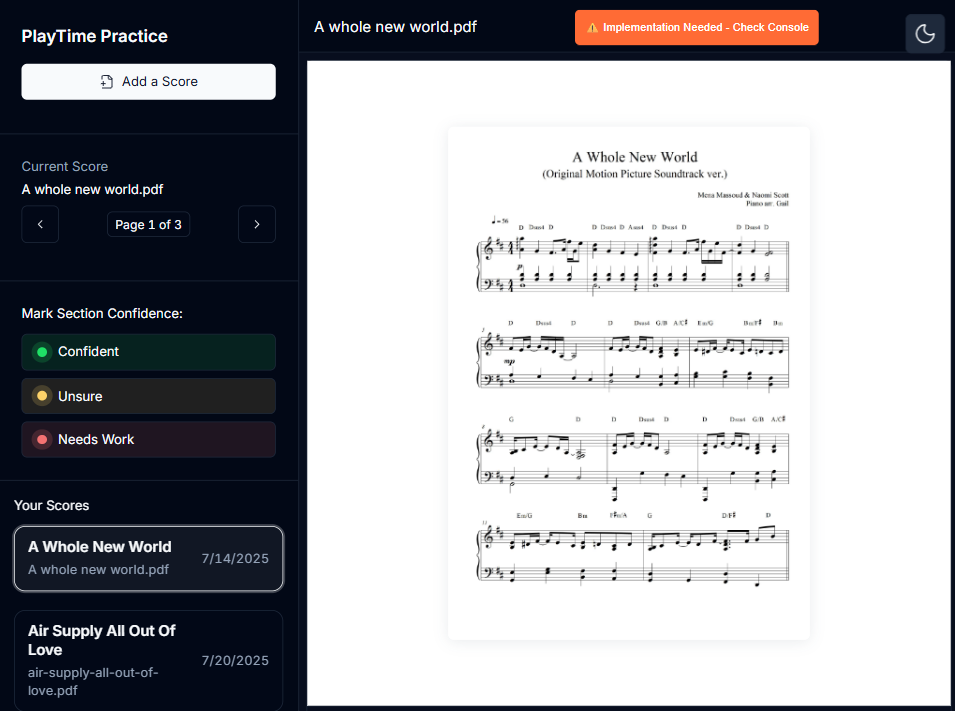 PlayTime Practice
Add a Score
Current Score
A whole new world.pdf
Page 1 of 3
Mark Section Confidence:
Confident
Unsure
Needs Work
Your Scores
A Whole New World
A whole new world.pdf
7/14/2025
Air Supply All Out Of
Love
air-supply-all-out-of-
love.pdf
7/20/2025
A whole new world.pdf
⚠️ Implementation Needed - Check Console
A Whole New World
(Original Motion Picture Soundtrack ver.)
Mena Massoud & Naomi Scott
Piano arr. Gail
♩ = 56
D Dsus4 D D Dsus4 D Asus4 D Dsus4 D D Dsus4 D
p
D Dsus4 D D Dsus4 G/B A/C# Em/G Bm/F# Bm
mp
G D D Dsus4 D D Dsus4 G/B A/C#
Em/G Bm G D/F# D
11